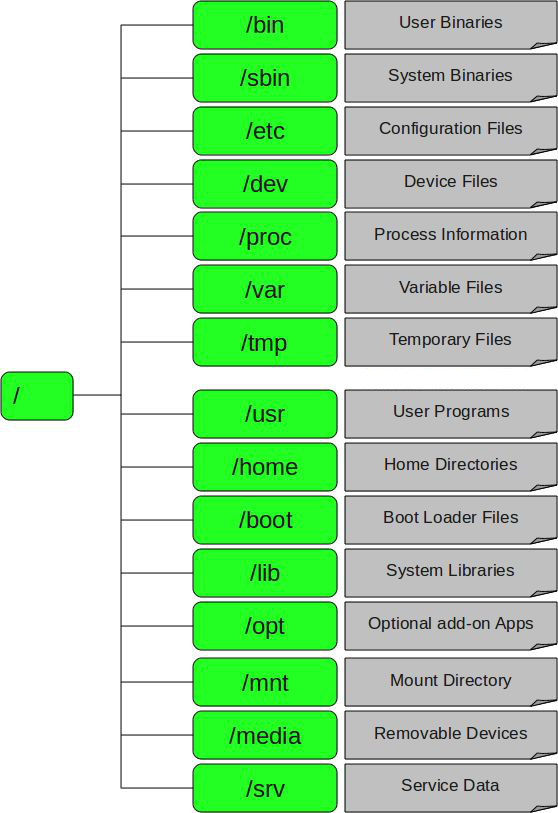 /bin
User Binaries
/sbin
System Binaries
/etc
Configuration Files
/dev
Device Files
/proc
Process Information
/var
Variable Files
/tmp
Temporary Files
/
/usr
User Programs
/home
Home Directories
/boot
Boot Loader Files
/lib
System Libraries
/opt
Optional add-on Apps
/mnt
Mount Directory
/media
Removable Devices
/srv
Service Data